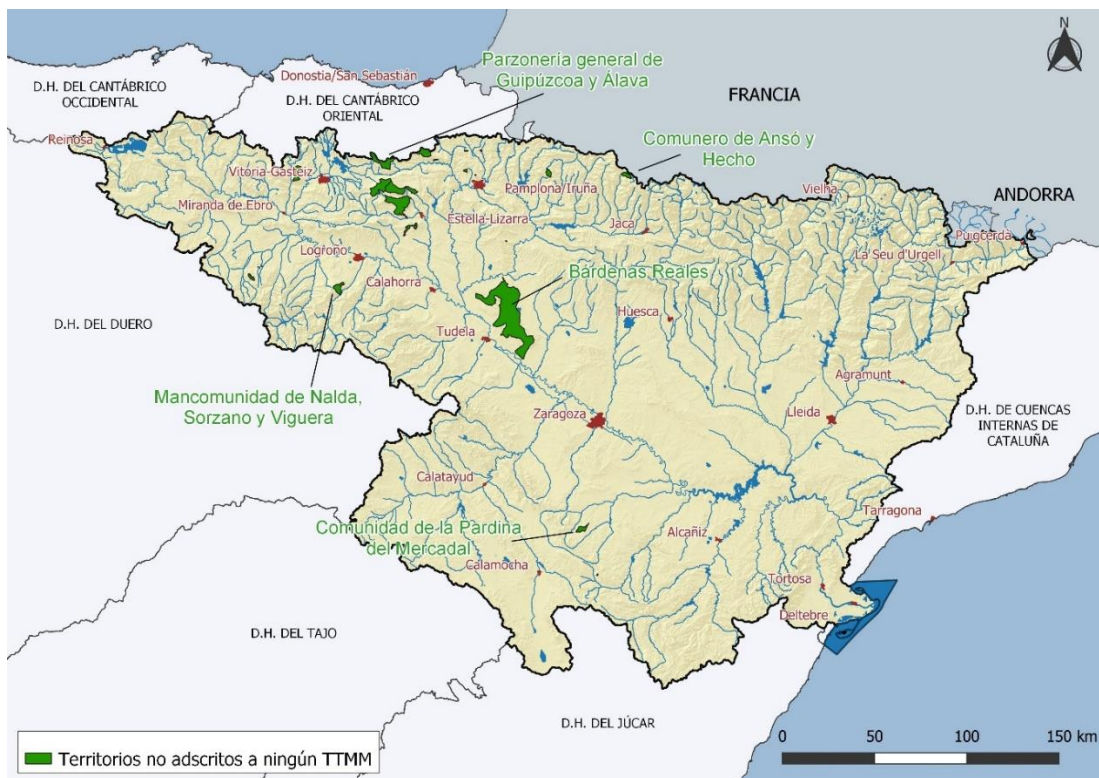 Parzonería general de
Guipúzcoa y Álava
N
Donostia/San Sebastián
D.H. DEL CANTÁBRICO
OCCIDENTAL
D.H. DEL CANTÁBRICO
ORIENTAL
FRANCIA
Comunero de Ansó y
Hecho
Reinosa
Vitoria-Gasteiz
Pamplona/Iruña
Vielha
ANDORRA
Miranda de Ebro
Estella-Lizarra
Jaca
Puigcerdà
La Seu d'Urgell
Logroño
Bardenas Reales
Calahorra
Huesca
D.H. DEL DUERO
Tudela
Agramunt
Mancomunidad de Nalda,
Sorzano y Viguera
Zaragoza
Lleida
D.H. DE CUENCAS
INTERNAS DE
CATALUÑA
Calatayud
Tarragona
Comunidad de la Pardina
del Mercadal
Alcañiz
Calamocha
Tortosa
Deltebre
D.H. DEL TAJO
D.H. DEL JÚCAR
Territorios no adscritos a ningún TTMM
0 50 100 150 km